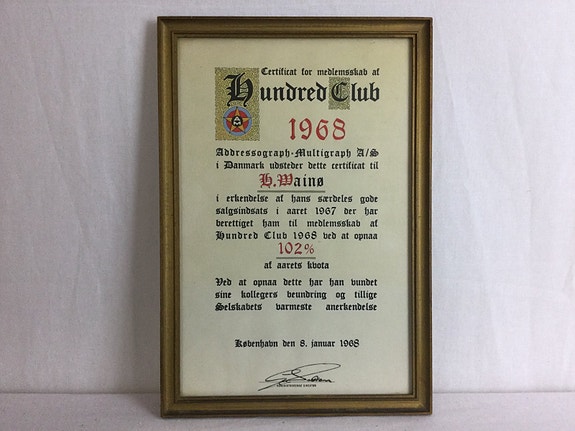 Certificat for medlemsskab af
Hundred Club
1968
Addressograph-Multigraph A/S
i Danmark udsteder dette certificat til
H.Wainø
i erkendelse af hans særdeles gode
salgsindsats i aaret 1967 der har
berettiget ham til medlemsskab af
Hundred Club 1968 ved at opnaa
102%
af aarets kvota
Ved at opnaa dette har han vundet
sine kollegers beundring og tillige
Selskabets varmeste anerkendelse
København den 8. januar 1968